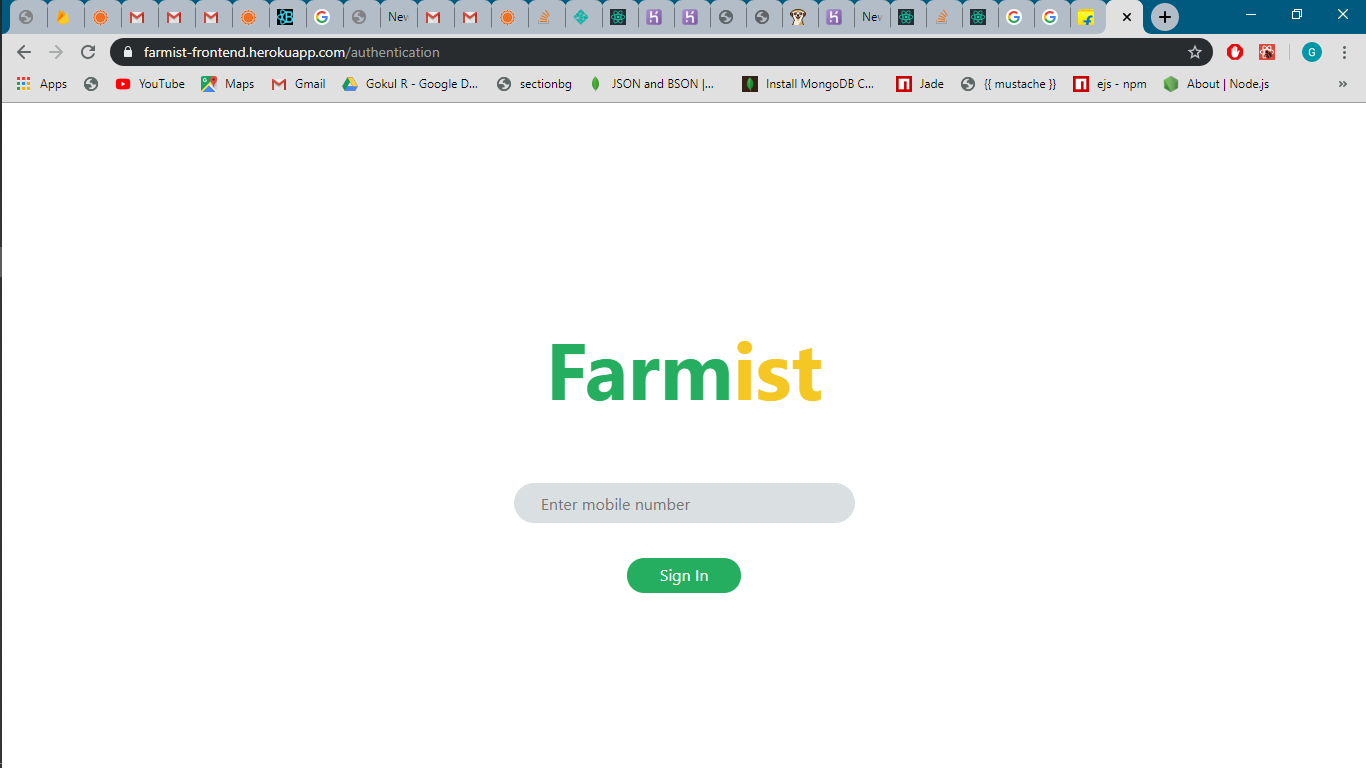 New
New
farmist-frontend.herokuapp.com/authentication
G
Apps YouTube Maps Gmail Gokul R - Google D... sectionbg JSON and BSON |... Install MongoDB C... Jade {{ mustache }} ejs - npm About | Node.js »
Farmist
Enter mobile number
Sign In